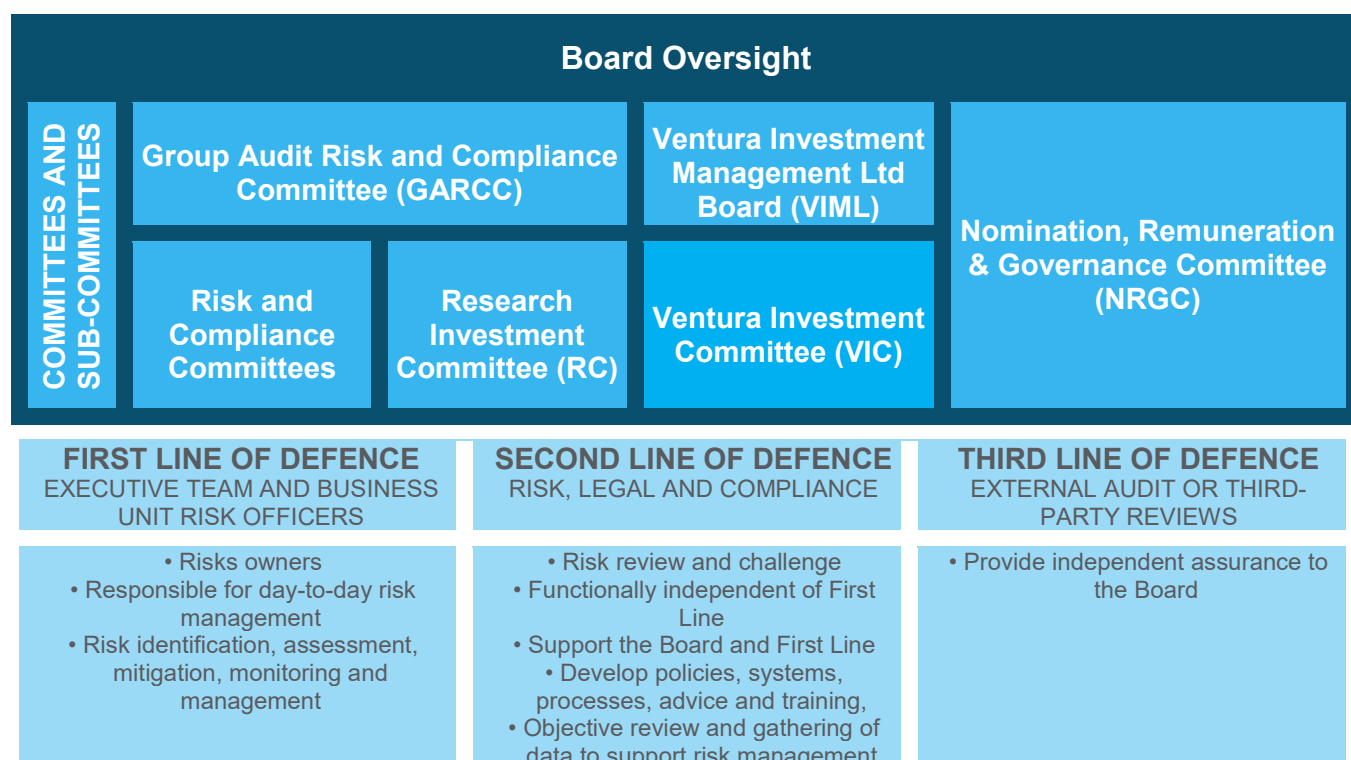 Board Oversight
COMMITTEES AND
SUB-COMMITTEES
Group Audit Risk and Compliance
Committee (GARCC)
Ventura Investment
Management Ltd
Board (VIML)
Nomination, Remuneration
& Governance Committee
(NRGC)
Risk and
Compliance
Committees
Research
Investment
Committee (RC)
Ventura Investment
Committee (VIC)
FIRST LINE OF DEFENCE
EXECUTIVE TEAM AND BUSINESS
UNIT RISK OFFICERS
SECOND LINE OF DEFENCE
RISK, LEGAL AND COMPLIANCE
THIRD LINE OF DEFENCE
EXTERNAL AUDIT OR THIRD-
PARTY REVIEWS
• Risks owners
• Responsible for day-to-day risk
management
• Risk identification, assessment,
mitigation, monitoring and
management
• Risk review and challenge
• Functionally independent of First
Line
• Support the Board and First Line
• Develop policies, systems,
processes, advice and training,
• Objective review and gathering of
data to support risk management
• Provide independent assurance to
the Board